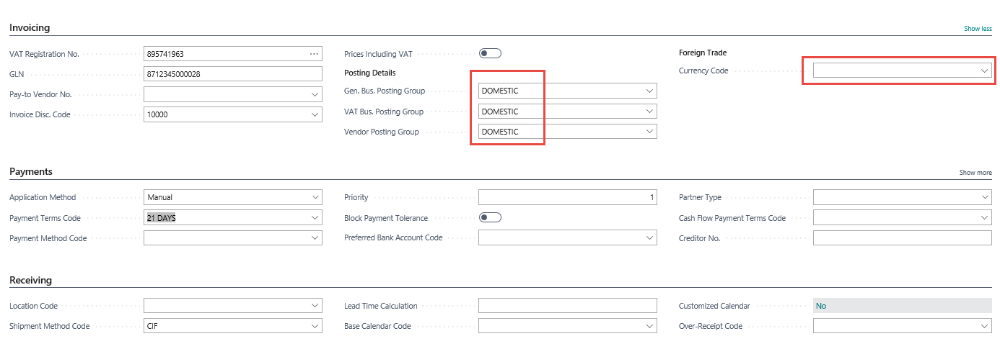 Invoicing
Show less
VAT Registration No.
895741963
GLN
8712345000028
Pay-to Vendor No.
Invoice Disc. Code
10000
Prices Including VAT
Posting Details
Gen. Bus. Posting Group
DOMESTIC
VAT Bus. Posting Group
DOMESTIC
Vendor Posting Group
DOMESTIC
Foreign Trade
Currency Code
Payments
Show more
Application Method
Manual
Payment Terms Code
21 DAYS
Payment Method Code
Priority
1
Block Payment Tolerance
Preferred Bank Account Code
Partner Type
Cash Flow Payment Terms Code
Creditor No.
Receiving
Location Code
Shipment Method Code
CIF
Lead Time Calculation
Base Calendar Code
Customized Calendar
No
Over-Receipt Code